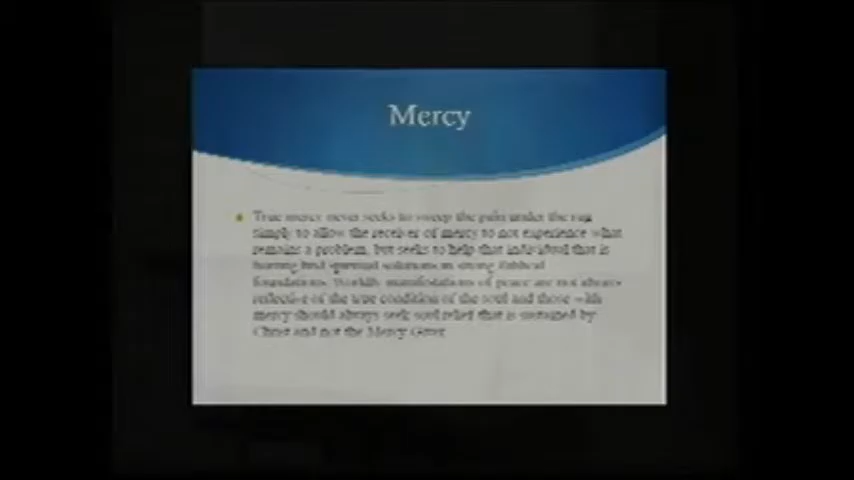 Mercy
True mercy never seeks to sweep the pain under the rug
simply to allow the receiver of mercy to not experience what
remains a problem, but seeks to help that individual that is
hurting find spiritual solutions in strong Biblical
foundations. Worldly manifestations of peace are not always
reflective of the true condition of the soul and those with
mercy should always seek soul relief that is sustained by
Christ and not the Mercy Giver